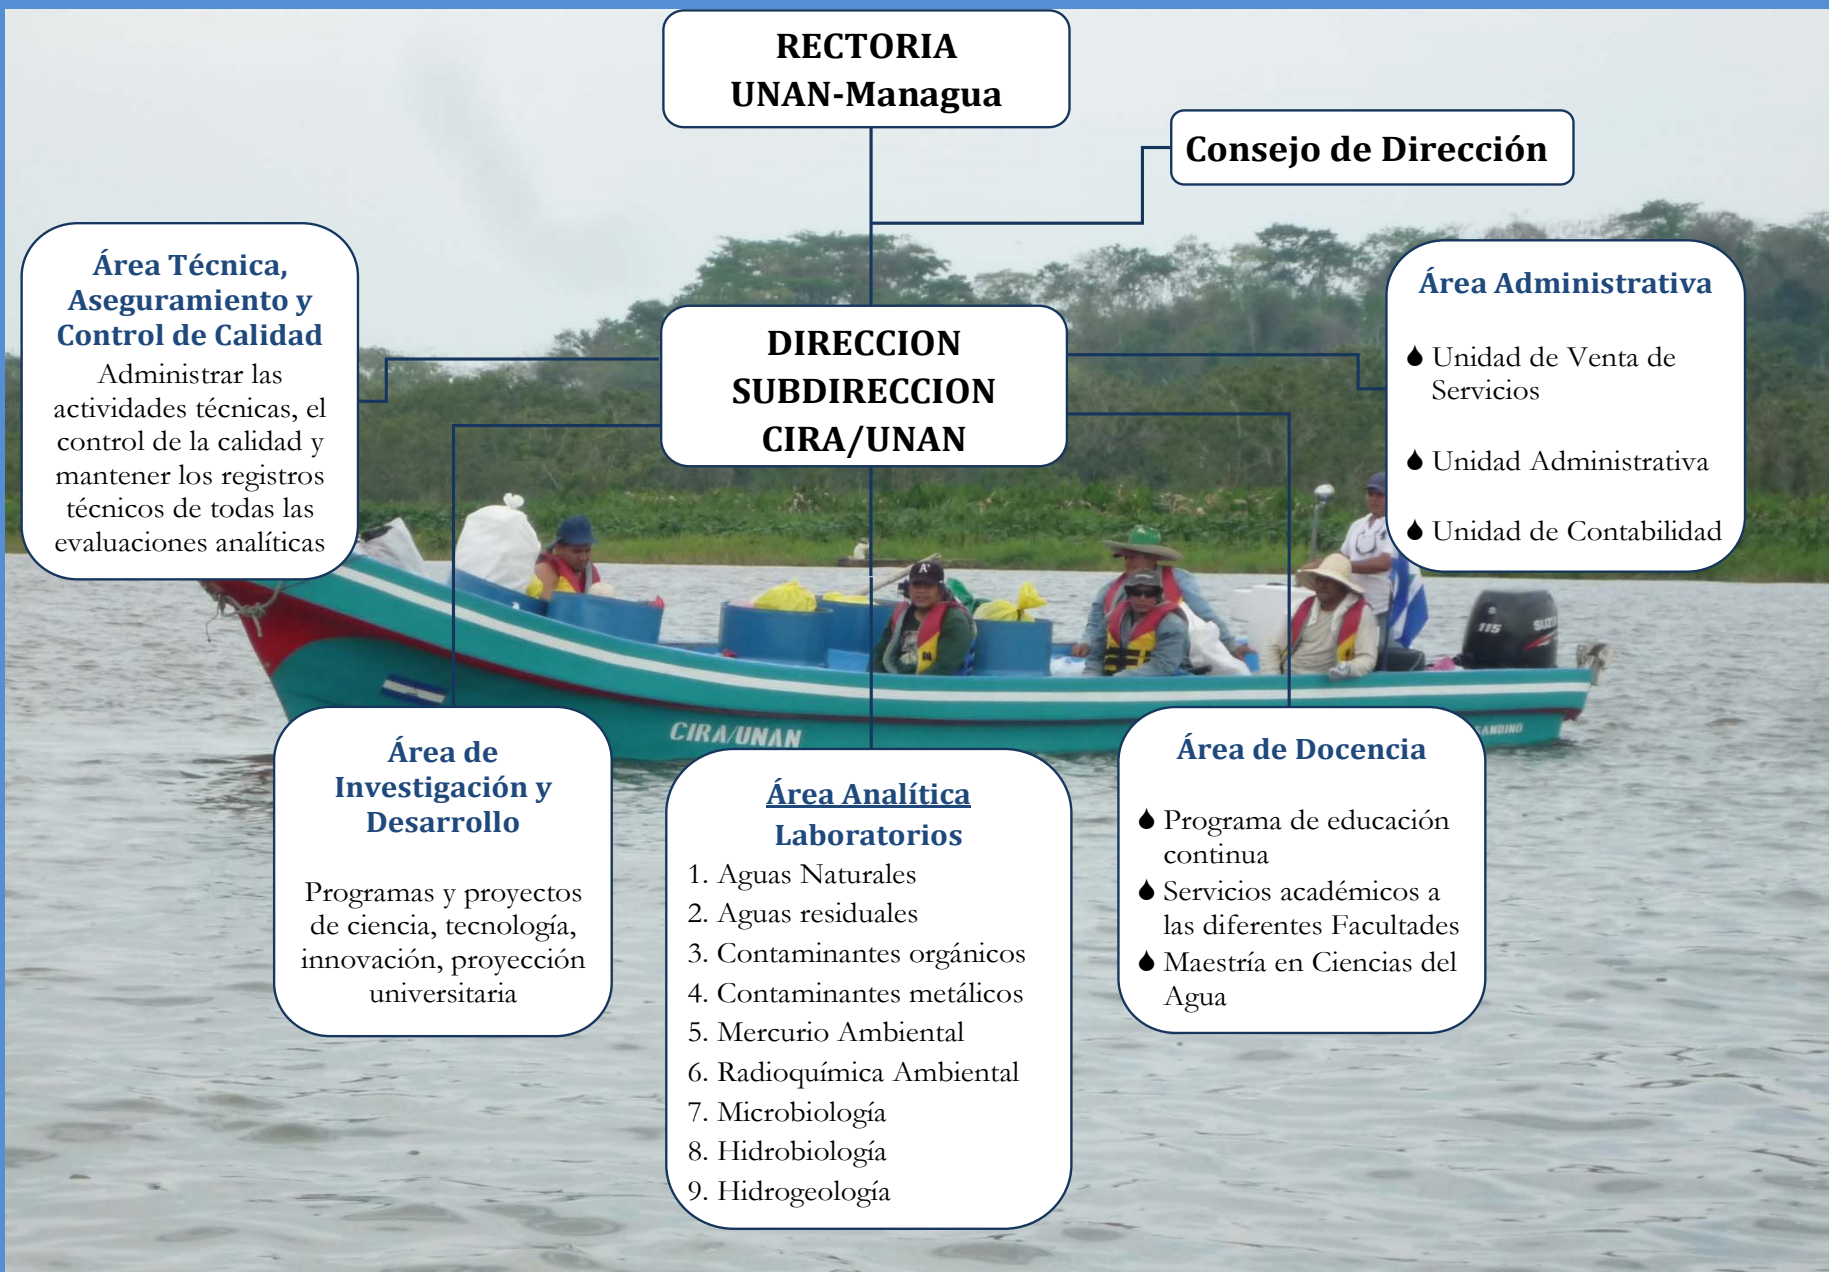 RECTORIA
UNAN-Managua
Consejo de Dirección
Área Técnica,
Aseguramiento y
Control de Calidad
Administrar las
actividades técnicas, el
control de la calidad y
mantener los registros
técnicos de todas las
evaluaciones analíticas
DIRECCION
SUBDIRECCION
CIRA/UNAN
Área Administrativa
Unidad de Venta de
Servicios
Unidad Administrativa
Unidad de Contabilidad
A's
115
CIRA/UNAN
SANDINO
Área de
Investigación y
Desarrollo
Programas y proyectos
de ciencia, tecnología,
innovación, proyección
universitaria
Área Analítica
Laboratorios
1. Aguas Naturales
2. Aguas residuales
3. Contaminantes orgánicos
4. Contaminantes metálicos
5. Mercurio Ambiental
6. Radioquímica Ambiental
7. Microbiología
8. Hidrobiología
9. Hidrogeología
Área de Docencia
Programa de educación
continua
Servicios académicos a
las diferentes Facultades
Maestría en Ciencias del
Agua